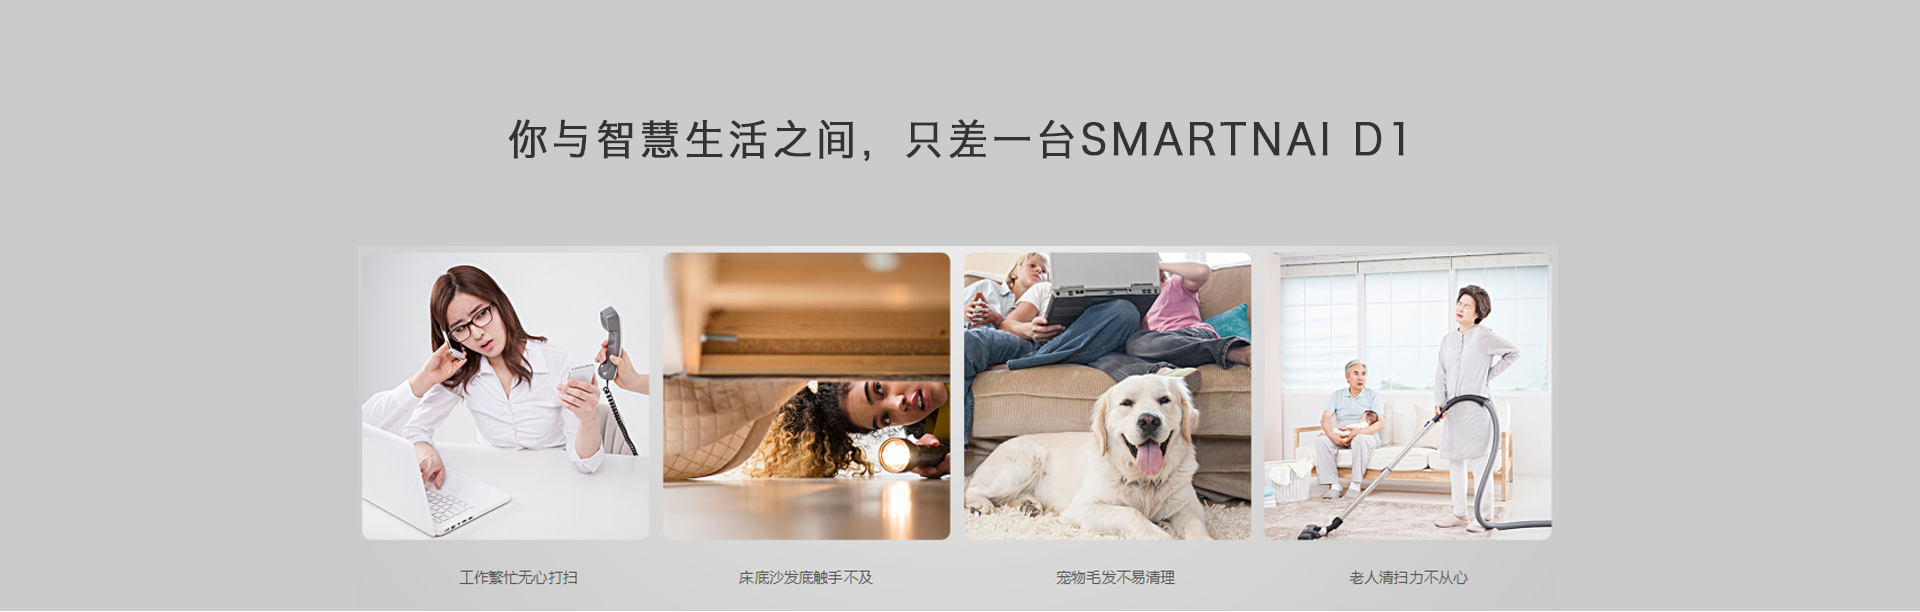 你与智慧生活之间，只差一台SMARTNAI D1
工作繁忙无心打扫
床底沙发底触手不及
宠物毛发不易清理
老人清扫力不从心